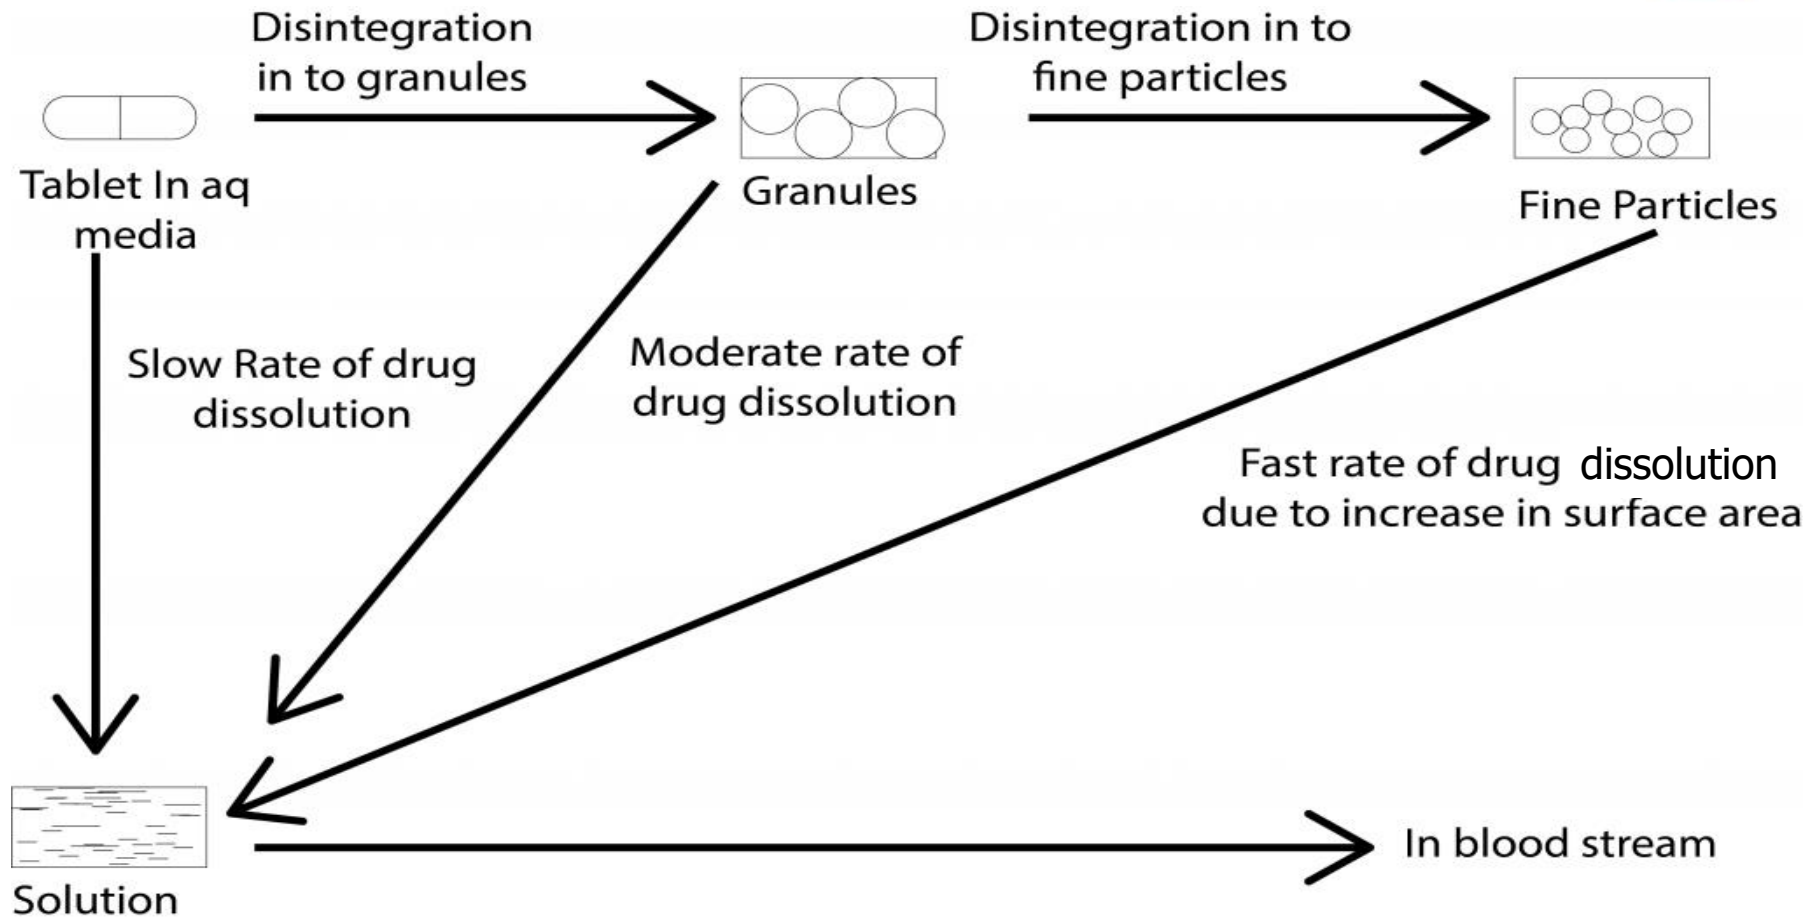 Disintegration
in to granules
Disintegration in to
fine particles
Tablet In aq
media
Granules
Fine Particles
Slow Rate of drug
dissolution
Moderate rate of
drug dissolution
Fast rate of drug dissolution
due to increase in surface area
In blood stream
Solution